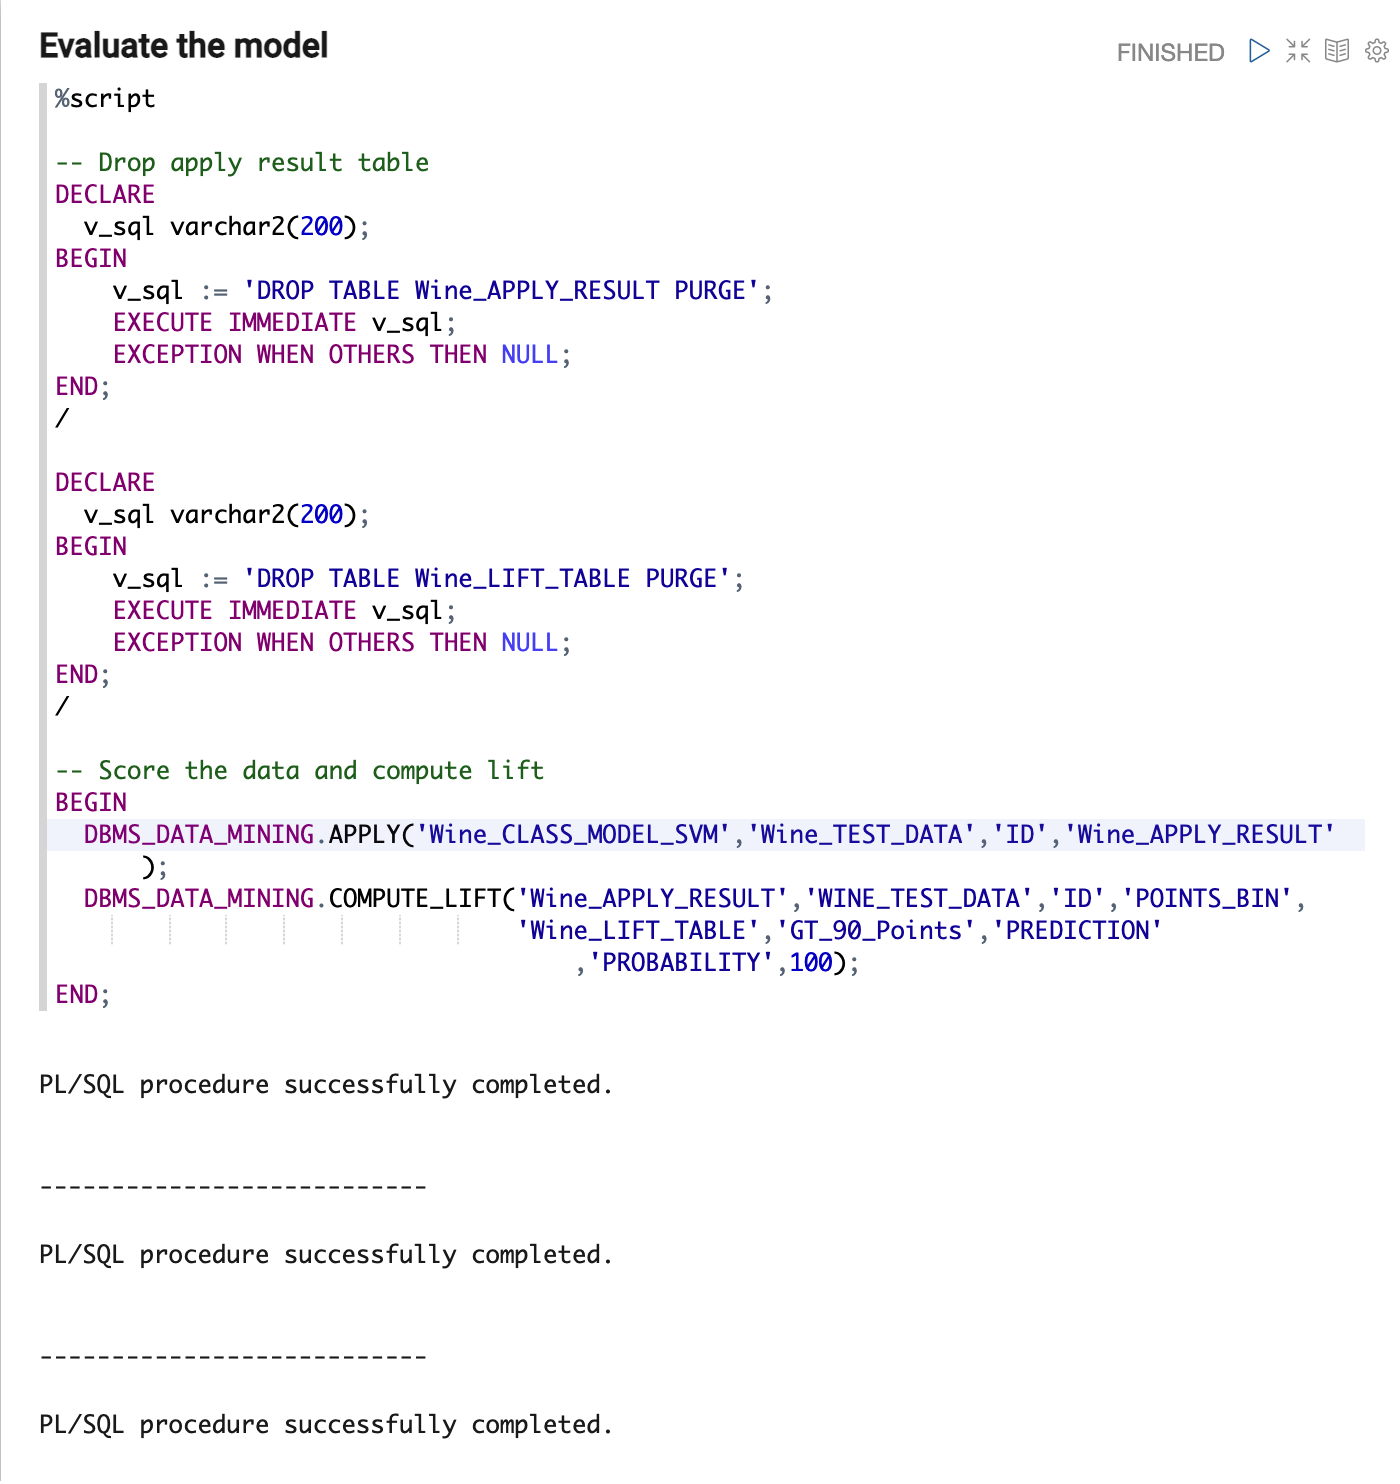 Evaluate the model
FINISHED
%script
-- Drop apply result table
DECLARE
  v_sql varchar2(200);
BEGIN
    v_sql := 'DROP TABLE Wine_APPLY_RESULT PURGE';
    EXECUTE IMMEDIATE v_sql;
    EXCEPTION WHEN OTHERS THEN NULL;
END;
/
DECLARE
  v_sql varchar2(200);
BEGIN
    v_sql := 'DROP TABLE Wine_LIFT_TABLE PURGE';
    EXECUTE IMMEDIATE v_sql;
    EXCEPTION WHEN OTHERS THEN NULL;
END;
/
-- Score the data and compute lift
BEGIN
  DBMS_DATA_MINING.APPLY('Wine_CLASS_MODEL_SVM','Wine_TEST_DATA','ID','Wine_APPLY_RESULT'
      );
  DBMS_DATA_MINING.COMPUTE_LIFT('Wine_APPLY_RESULT','WINE_TEST_DATA','ID','POINTS_BIN',
                                'Wine_LIFT_TABLE','GT_90_Points','PREDICTION'
                                    ,'PROBABILITY',100);
END;
PL/SQL procedure successfully completed.
---------------------------
PL/SQL procedure successfully completed.
---------------------------
PL/SQL procedure successfully completed.